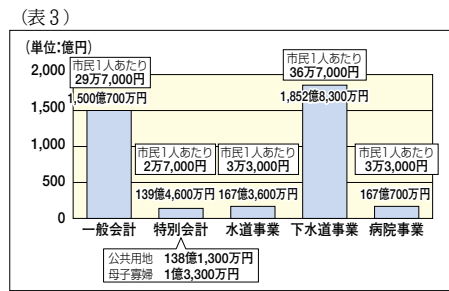 （表３）
（単位:億円）
2,000
1,500
1,000
500
0
市民１人あたり
29万7,000円
1,500億700万円
市民１人あたり
2万7,000円
139億4,600万円
市民１人あたり
3万3,000円
167億3,600万円
市民１人あたり
36万7,000円
1,852億8,300万円
市民１人あたり
3万3,000円
167億700万円
一般会計 特別会計 水道事業 下水道事業 病院事業
公共用地 138億1,300万円
母子寡婦 1億3,300万円